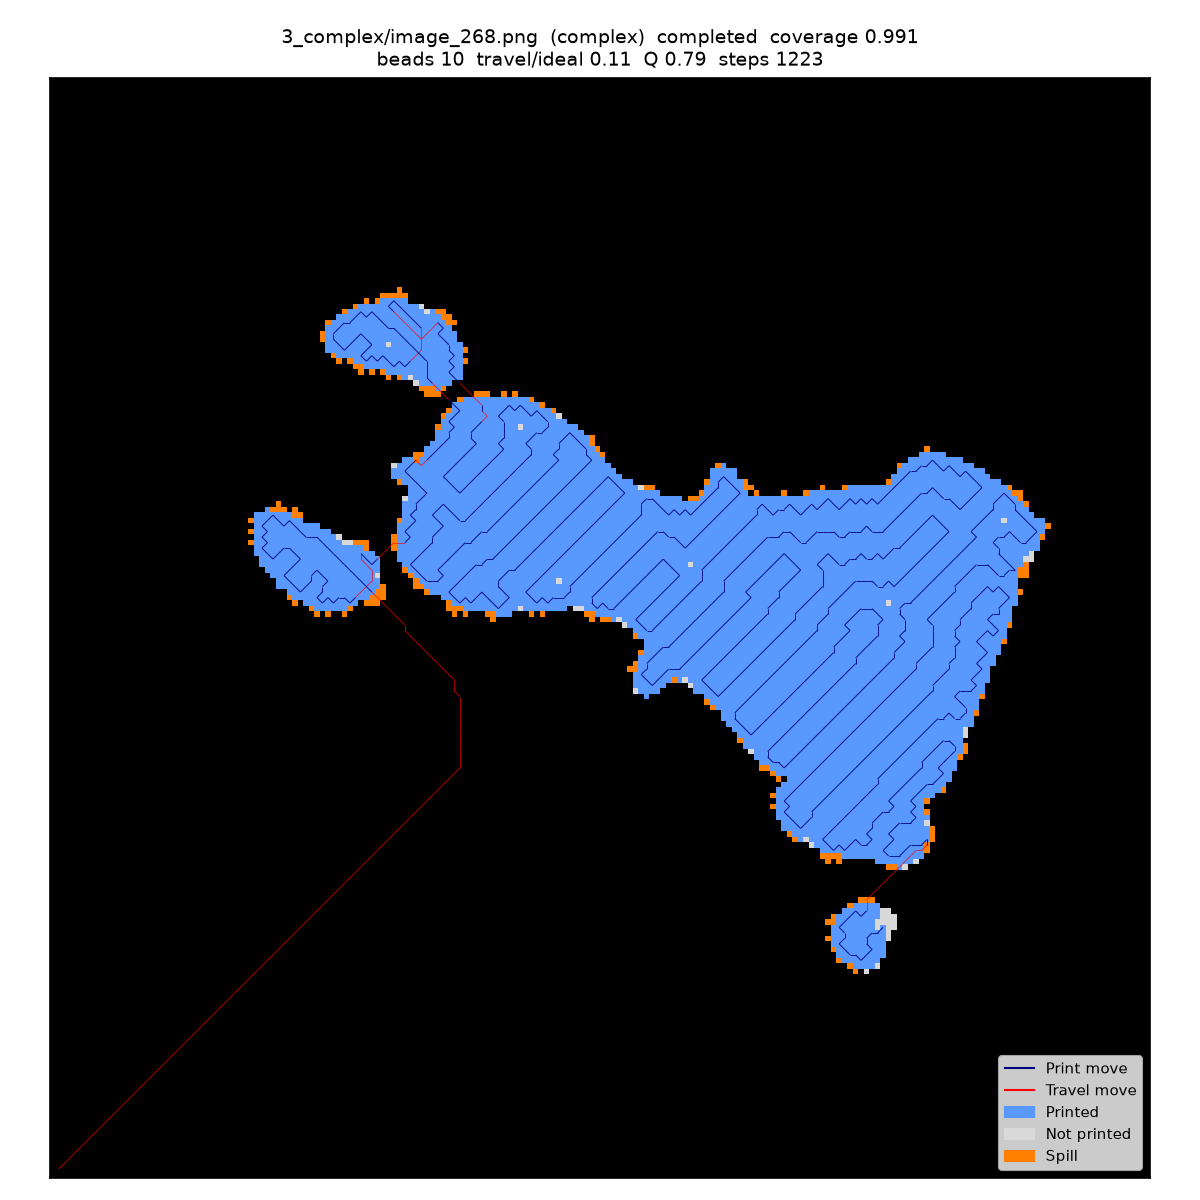 3_complex/image_268.png  (complex)  completed  coverage 0.991
beads 10  travel/ideal 0.11  Q 0.79  steps 1223
Print move
Travel move
Printed
Not printed
Spill